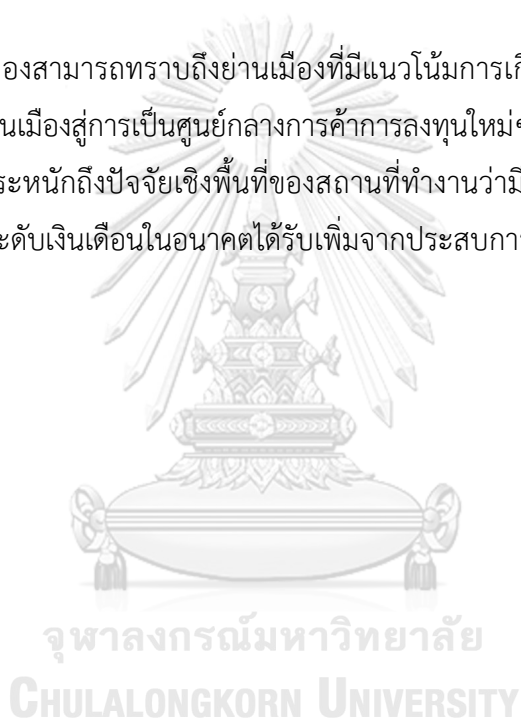 องสามารถทราบถึงย่านเมืองที่มีแนวโน้มการเกิ
นเมืองสู่การเป็นศูนย์กลางการค้าการลงทุนใหม่ข
ระหนักถึงปัจจัยเชิงพื้นที่ของสถานที่ทำงานว่ามิ
ะดับเงินเดือนในอนาคตได้รับเพิ่มจากประสบกา
จุฬาลงกรณ์มหาวิทยาลัย
CHULALONGKORN UNIVERSITY